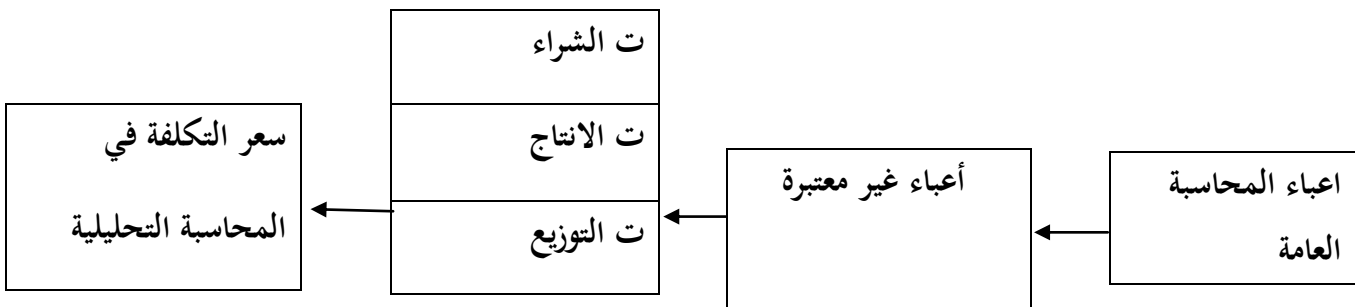 اعباء المحاسبة
العامة
أعباء غير معتبرة
ت الشراء
ت الانتاج
ت التوزيع
سعر التكلفة في
المحاسبة التحليلية